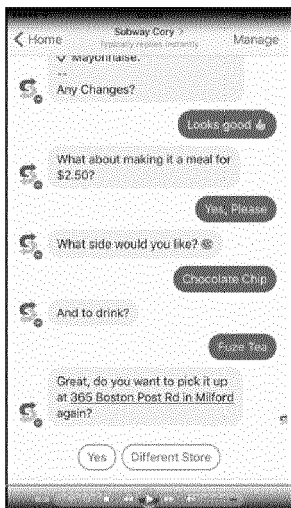 Subway Cory >
< Home
Typically replies instantly
Manage
Mayonnaise.
--
Any Changes?
Looks good 👍
What about making it a meal for
$2.50?
Yes, Please
What side would you like?
Chocolate Chip
And to drink?
Fuze Tea
Great, do you want to pick it up
at 365 Boston Post Rd in Milford
again?
Yes
Different Store